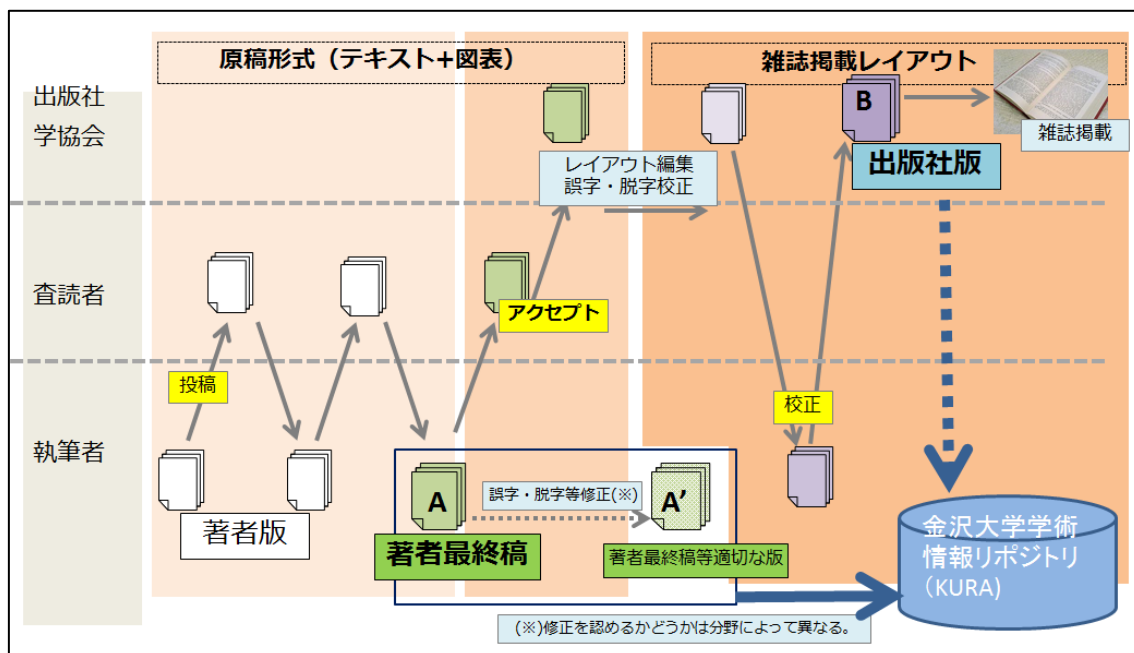 原稿形式（テキスト+図表）
雑誌掲載レイアウト
出版社
学協会
B
雑誌掲載
出版社版
レイアウト編集
誤字・脱字校正
査読者
アクセプト
投稿
校正
執筆者
著者版
A
誤字・脱字等修正(※)
A’
著者最終稿
著者最終稿等適切な版
金沢大学学術
情報リポジトリ
（KURA)
(※)修正を認めるかどうかは分野によって異なる。